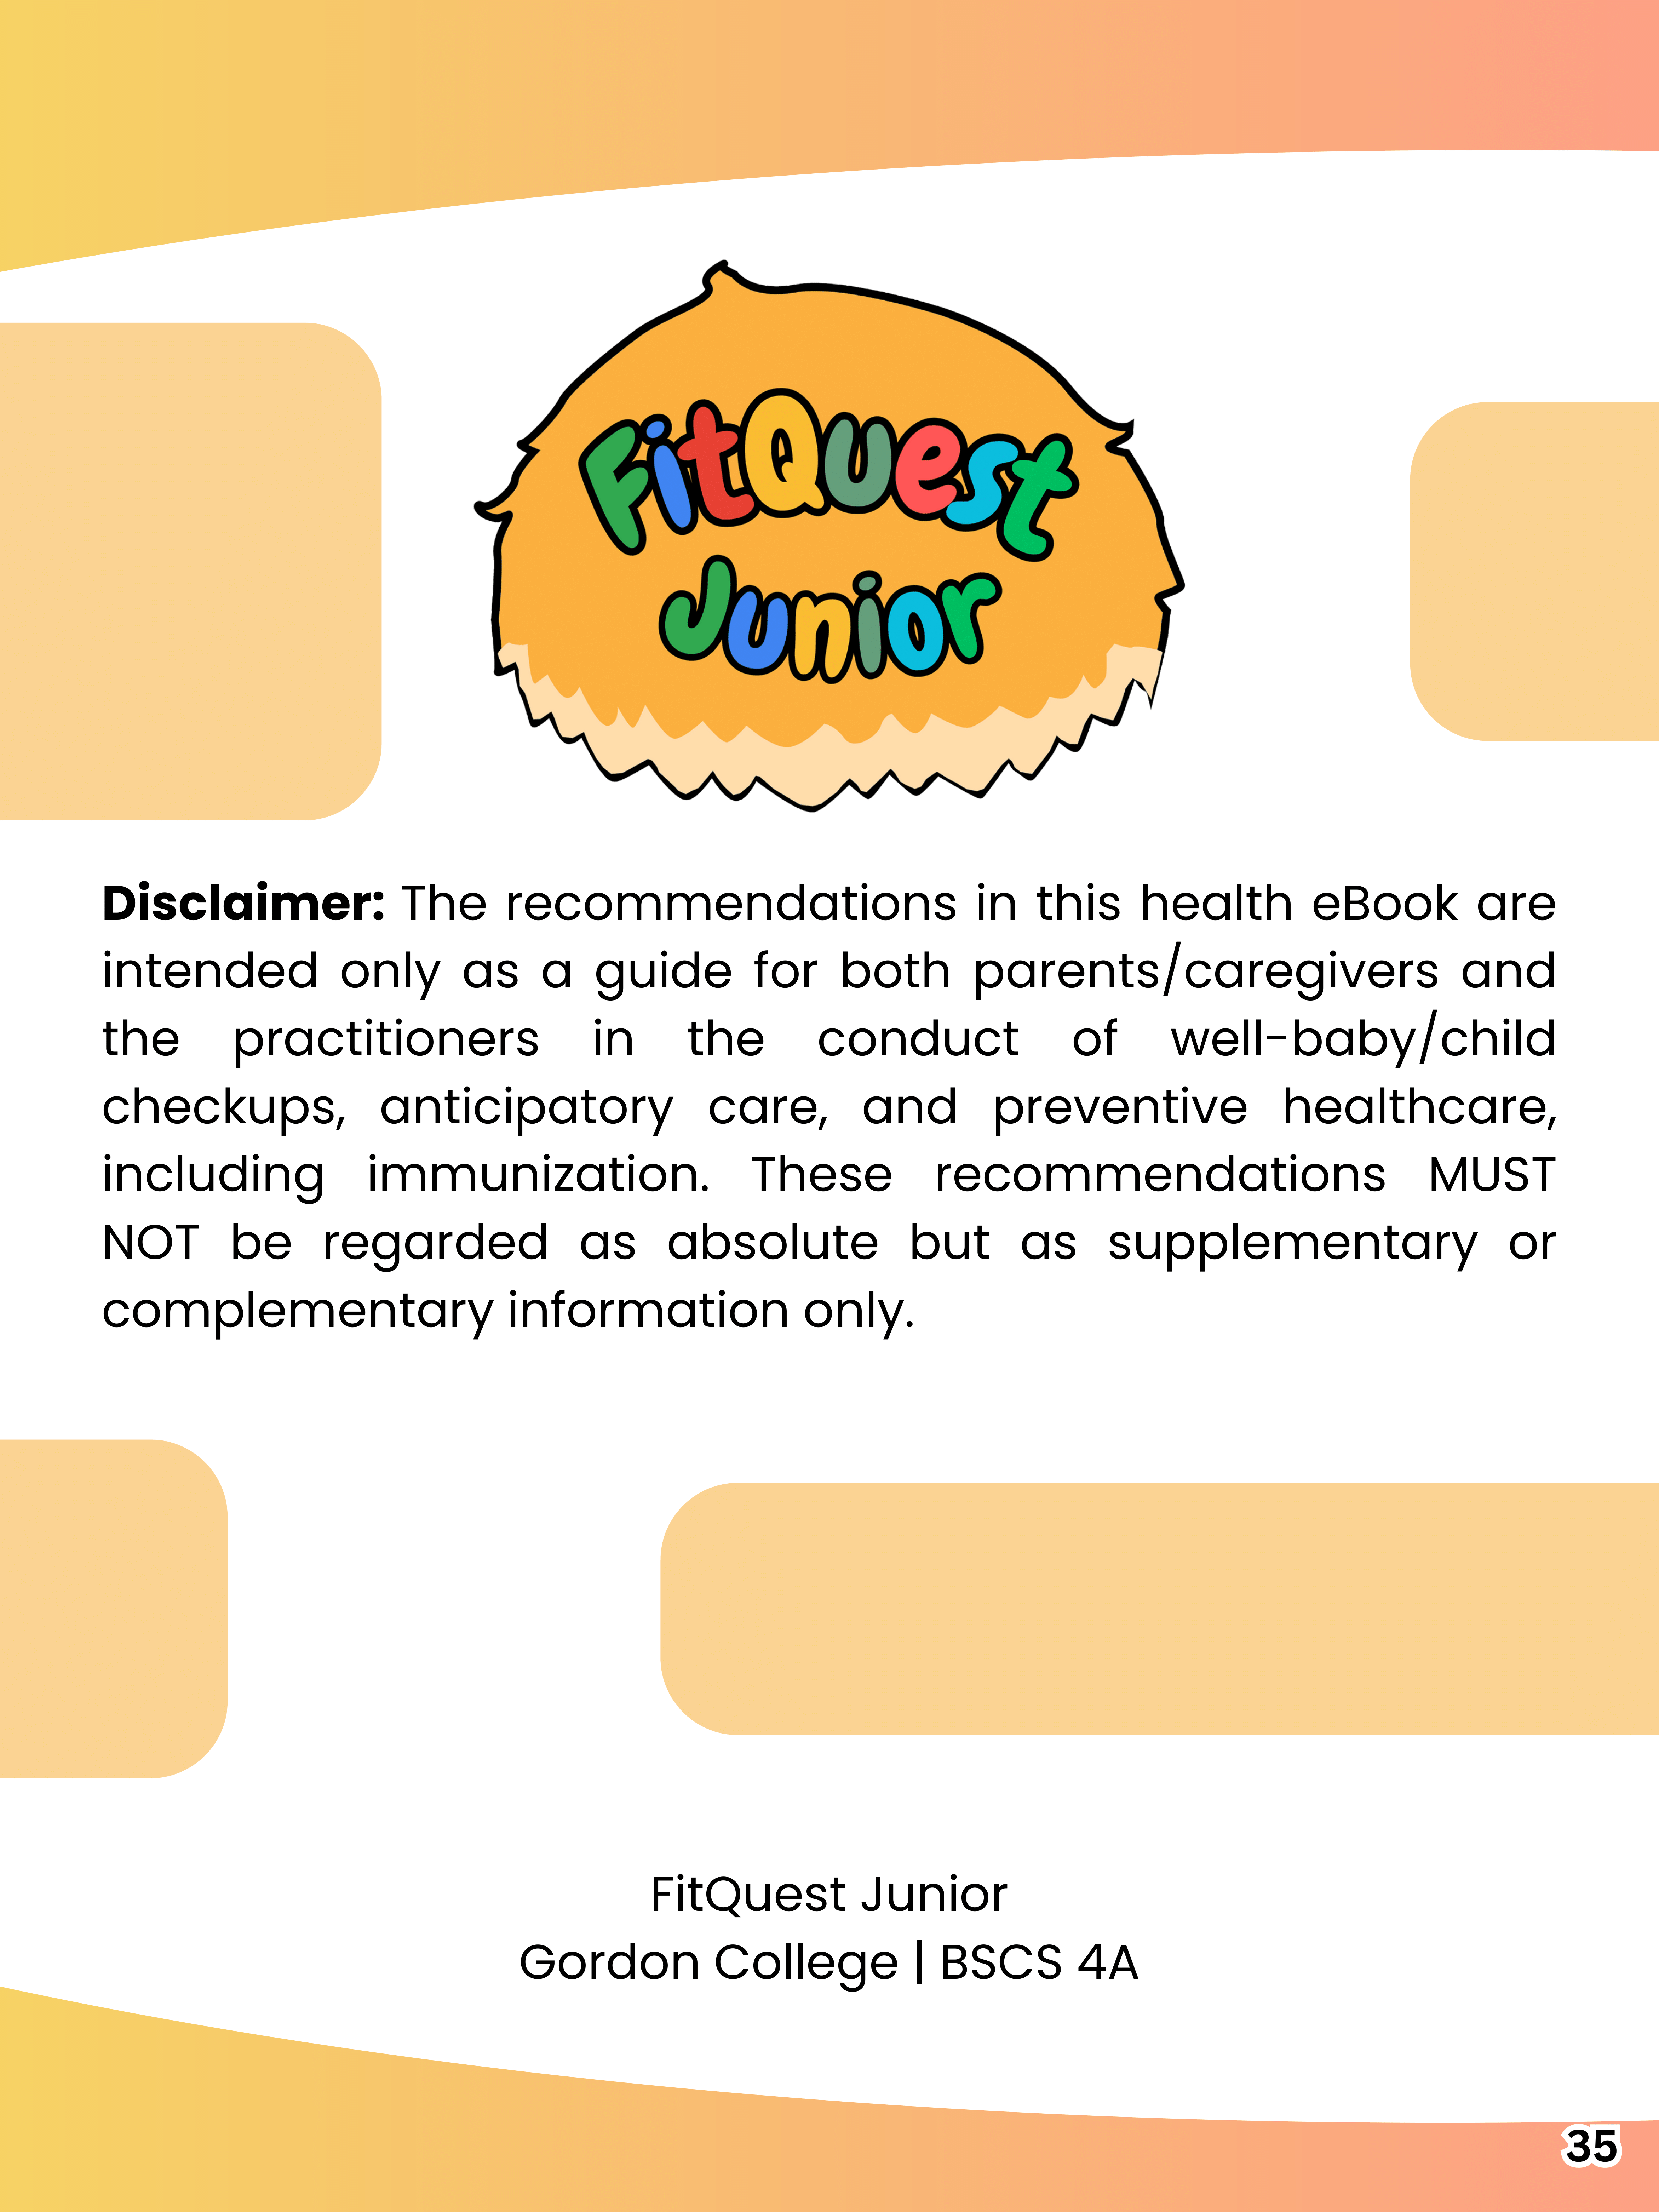 FitQuest
Junior
Disclaimer: The recommendations in this health eBook are
intended only as a guide for both parents/caregivers and
the practitioners in the conduct of well-baby/child
checkups, anticipatory care, and preventive healthcare,
including immunization. These recommendations MUST
NOT be regarded as absolute but as supplementary or
complementary information only.
FitQuest Junior
Gordon College | BSCS 4A
35